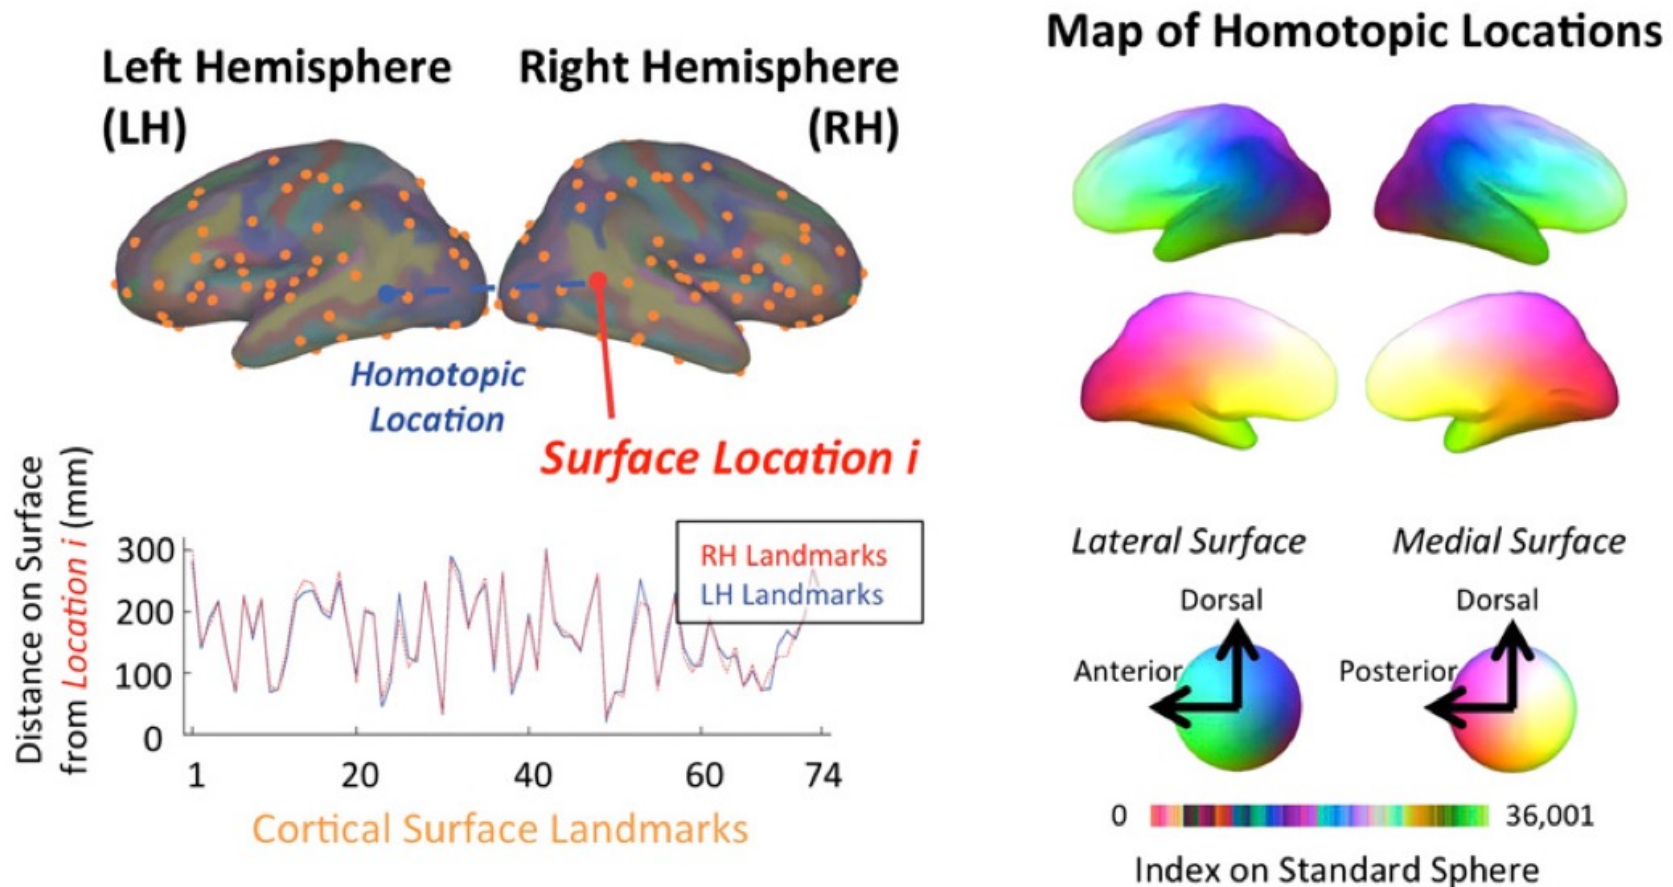 Left Hemisphere
(LH)
Right Hemisphere
(RH)
Homotopic
Location
Surface Location i
Distance on Surface
from Location i (mm)
300
200
100
0
RH Landmarks
LH Landmarks
1 20 40 60 74
Cortical Surface Landmarks
Map of Homotopic Locations
Lateral Surface
Medial Surface
Dorsal
Dorsal
Anterior
Posterior
0
36,001
Index on Standard Sphere